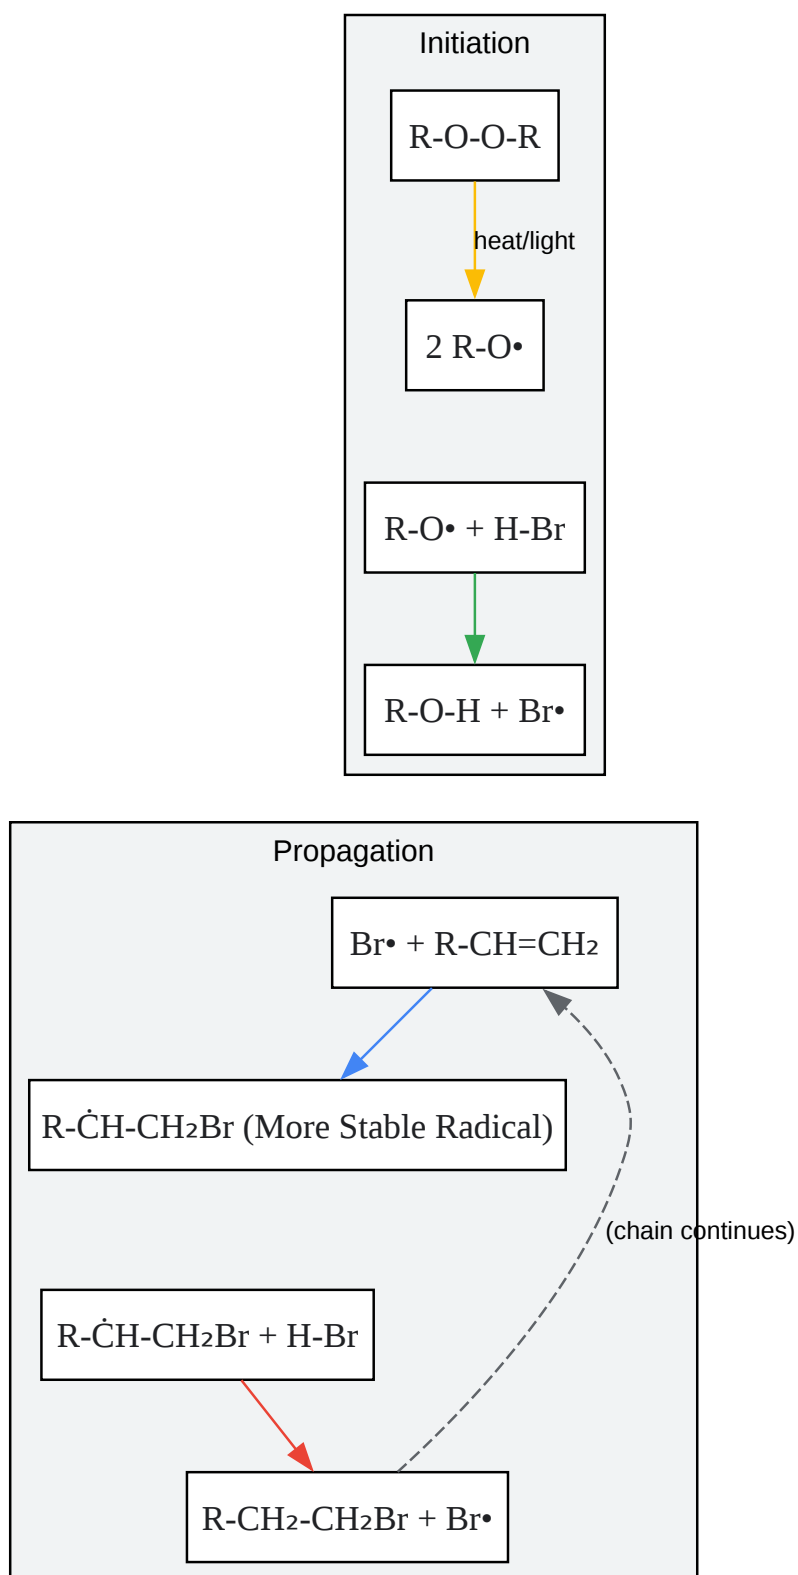 Initiation
R-O-O-R
heat/light
2 R-O•
R-O• + H-Br
R-O-H + Br•
Propagation
Br• + R-CH=CH₂
R-ĊH-CH₂Br (More Stable Radical)
(chain continues)
R-ĊH-CH₂Br + H-Br
R-CH₂-CH₂Br + Br•